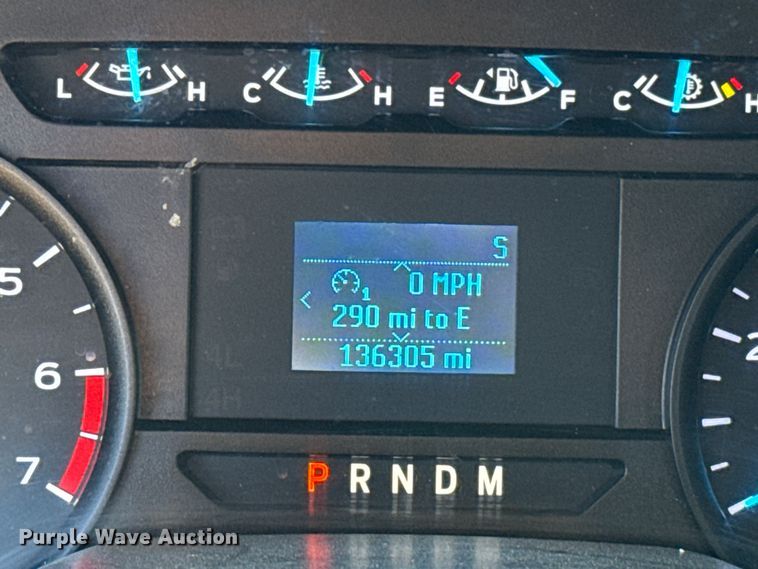 L H C H E F C H
S
0 MPH
1
290 mi to E
136305 mi
5
6
7
2
P R N D M
Purple Wave Auction